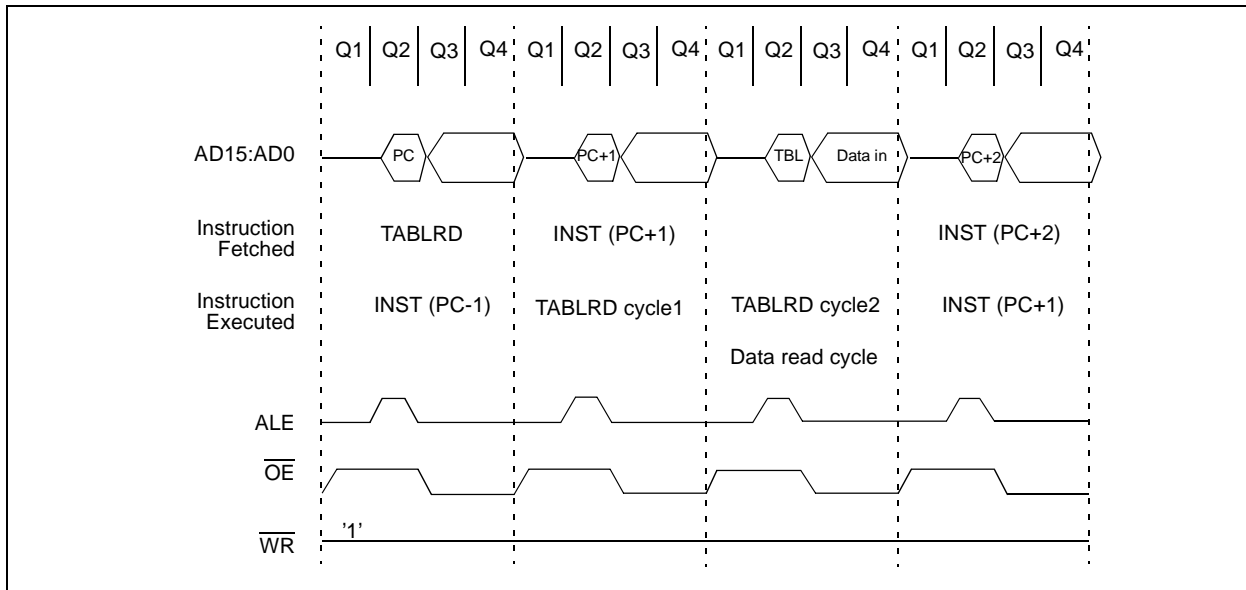 Q1 Q2 Q3 Q4 Q1 Q2 Q3 Q4 Q1 Q2 Q3 Q4 Q1 Q2 Q3 Q4
AD15:AD0 PC PC+1 TBL Data in PC+2
Instruction
Fetched
TABLRD INST (PC+1) INST (PC+2)
Instruction
Executed
INST (PC-1) TABLRD cycle1 TABLRD cycle2 INST (PC+1)
Data read cycle
ALE
OE
'1'
WR